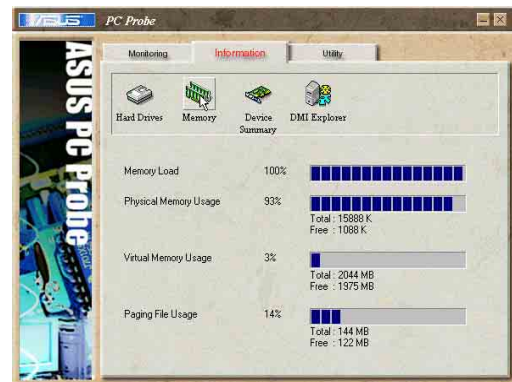 ASUS PC Probe
Monitoring Information Utility
Hard Drives Memory Device Summary DMI Explorer
ASUS PC Probe
Memory Load 100%
Physical Memory Usage 93%
Total : 15888 K
Free : 1088 K
Virtual Memory Usage 3%
Total : 2044 MB
Free : 1975 MB
Paging File Usage 14%
Total : 144 MB
Free : 122 MB